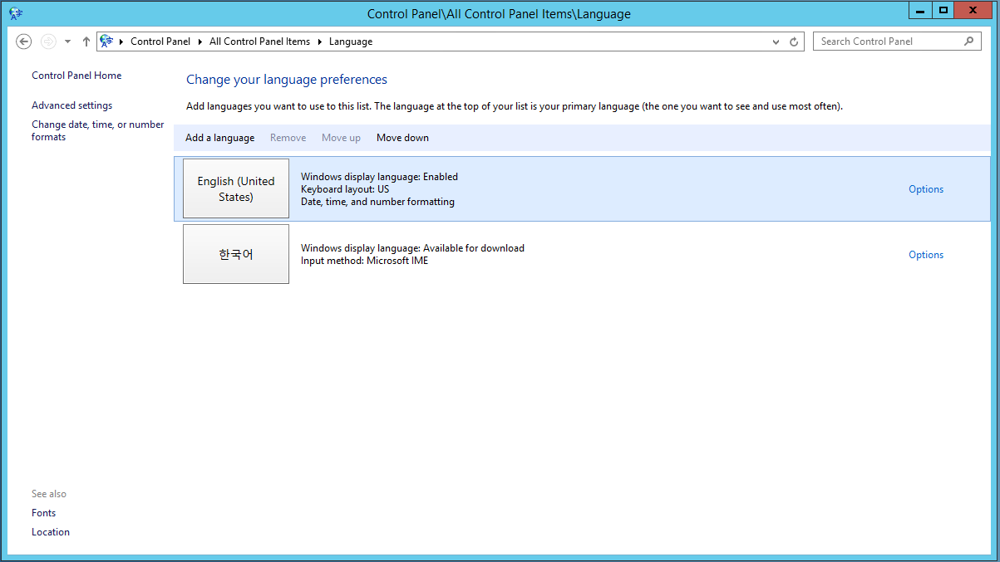 Control Panel\All Control Panel Items\Language
Control Panel All Control Panel Items Language
Search Control Panel
Control Panel Home
Advanced settings
Change date, time, or number
formats
Change your language preferences
Add languages you want to use to this list. The language at the top of your list is your primary language (the one you want to see and use most often).
Add a language Remove Move up Move down
English (United
States)
Windows display language: Enabled
Keyboard layout: US
Date, time, and number formatting
Options
한국어
Windows display language: Available for download
Input method: Microsoft IME
Options
See also
Fonts
Location